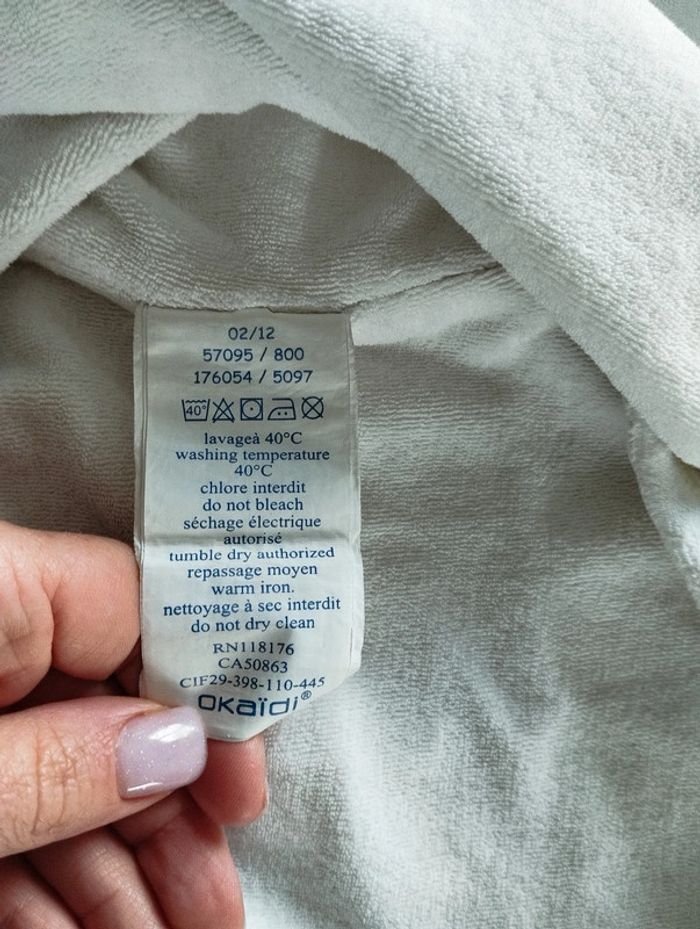 02/12
57095 / 800
176054 / 5097
40°
lavageà 40°C
washing temperature
40°C
chlore interdit
do not bleach
séchage électrique
autorisé
tumble dry authorized
repassage moyen
warm iron.
nettoyage à sec interdit
do not dry clean
RN118176
CA50863
CIF29-398-110-445
okaïdi®